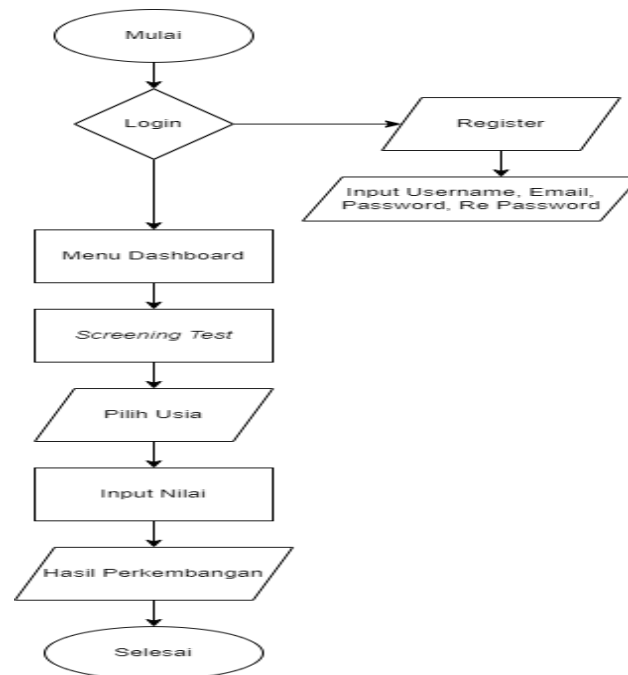 Mulai
Login
Register
Input Username, Email,
Password, Re Password
Menu Dashboard
Screening Test
Pilih Usia
Input Nilai
Hasil Perkembangan
Selesai